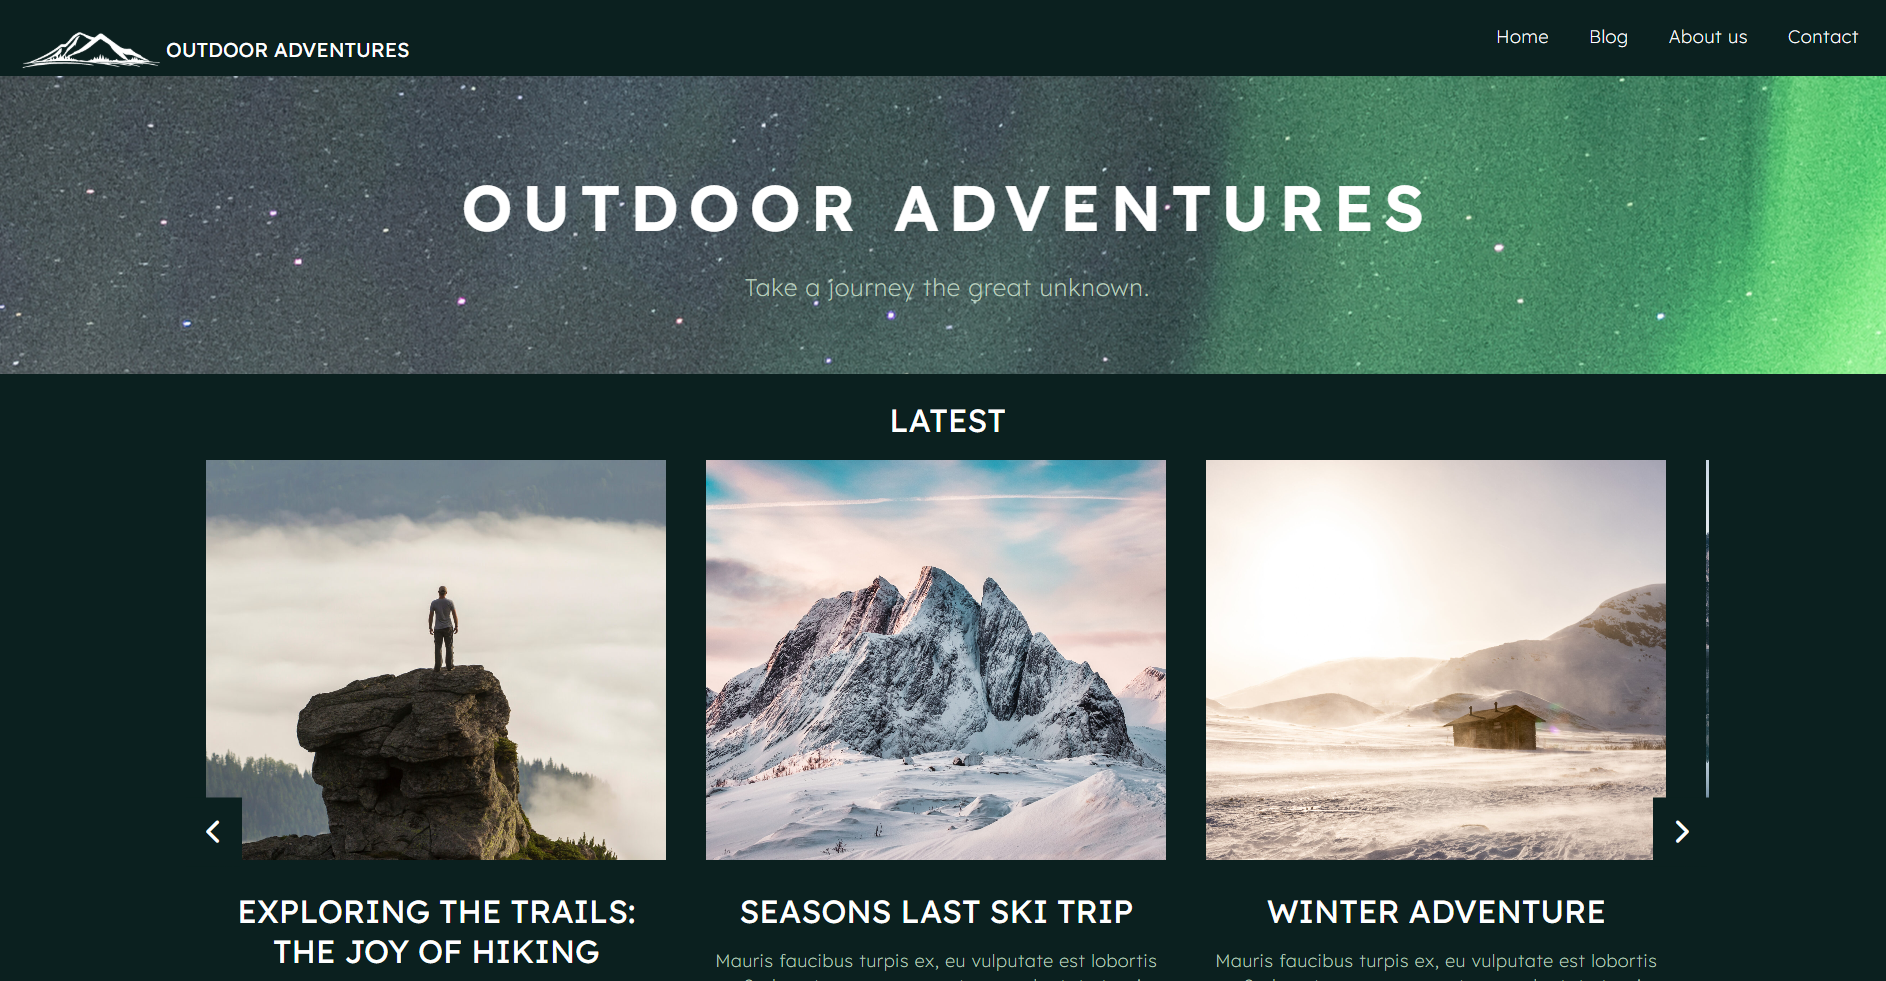 OUTDOOR ADVENTURES
Home Blog About us Contact
OUTDOOR ADVENTURES
Take a journey the great unknown.
LATEST
EXPLORING THE TRAILS:
THE JOY OF HIKING
SEASONS LAST SKI TRIP
Mauris faucibus turpis ex, eu vulputate est lobortis
WINTER ADVENTURE
Mauris faucibus turpis ex, eu vulputate est lobortis